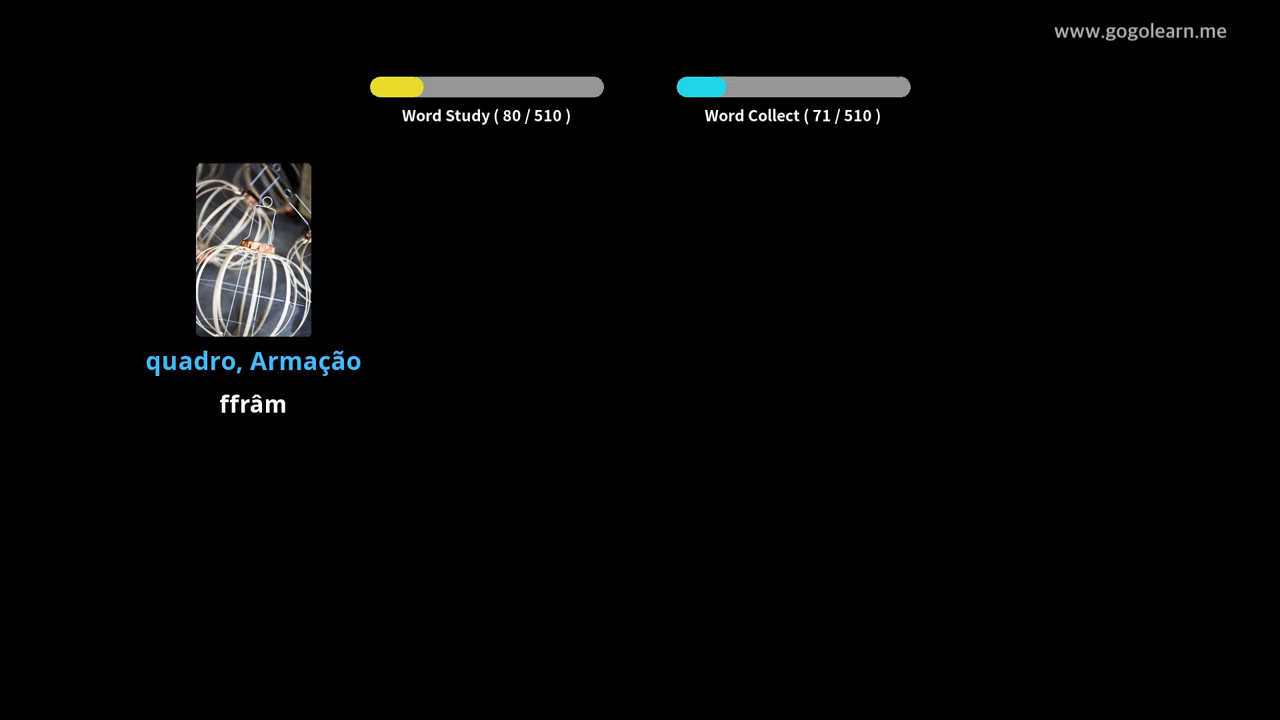 www.gogolearn.me
Word Study ( 80 / 510 )
Word Collect ( 71 / 510 )
quadro, Armação
ffrâm